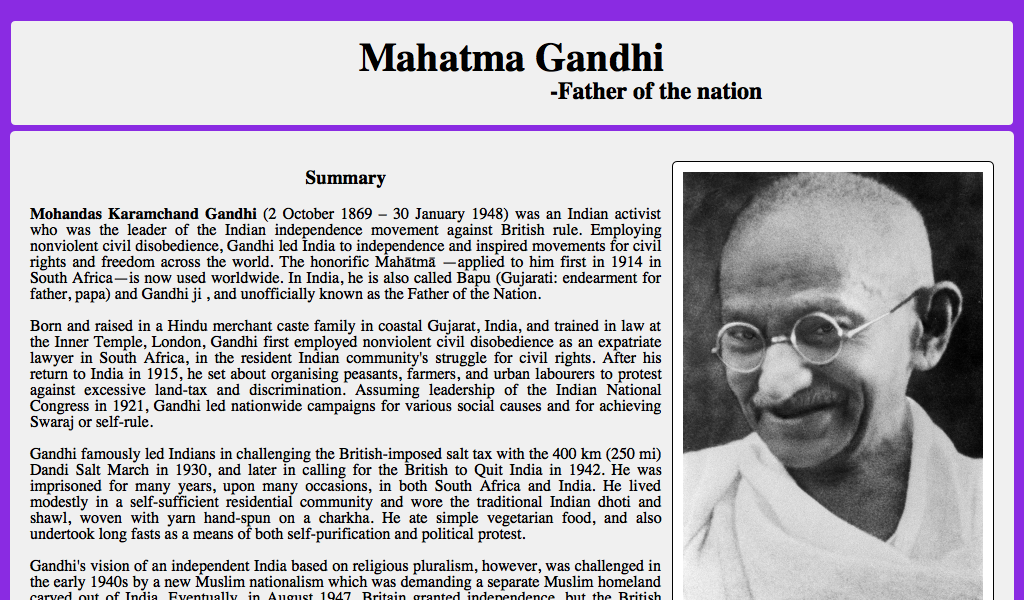 Mahatma Gandhi
-Father of the nation
Summary
Mohandas Karamchand Gandhi (2 October 1869 – 30 January 1948) was an Indian activist
who was the leader of the Indian independence movement against British rule. Employing
nonviolent civil disobedience, Gandhi led India to independence and inspired movements for civil
rights and freedom across the world. The honorific Mahātmā —applied to him first in 1914 in
South Africa—is now used worldwide. In India, he is also called Bapu (Gujarati: endearment for
father, papa) and Gandhi ji , and unofficially known as the Father of the Nation.
Born and raised in a Hindu merchant caste family in coastal Gujarat, India, and trained in law at
the Inner Temple, London, Gandhi first employed nonviolent civil disobedience as an expatriate
lawyer in South Africa, in the resident Indian community's struggle for civil rights. After his
return to India in 1915, he set about organising peasants, farmers, and urban labourers to protest
against excessive land-tax and discrimination. Assuming leadership of the Indian National
Congress in 1921, Gandhi led nationwide campaigns for various social causes and for achieving
Swaraj or self-rule.
Gandhi famously led Indians in challenging the British-imposed salt tax with the 400 km (250 mi)
Dandi Salt March in 1930, and later in calling for the British to Quit India in 1942. He was
imprisoned for many years, upon many occasions, in both South Africa and India. He lived
modestly in a self-sufficient residential community and wore the traditional Indian dhoti and
shawl, woven with yarn hand-spun on a charkha. He ate simple vegetarian food, and also
undertook long fasts as a means of both self-purification and political protest.
Gandhi's vision of an independent India based on religious pluralism, however, was challenged in
the early 1940s by a new Muslim nationalism which was demanding a separate Muslim homeland
carved out of India. Eventually, in August 1947, Britain granted independence, but the British